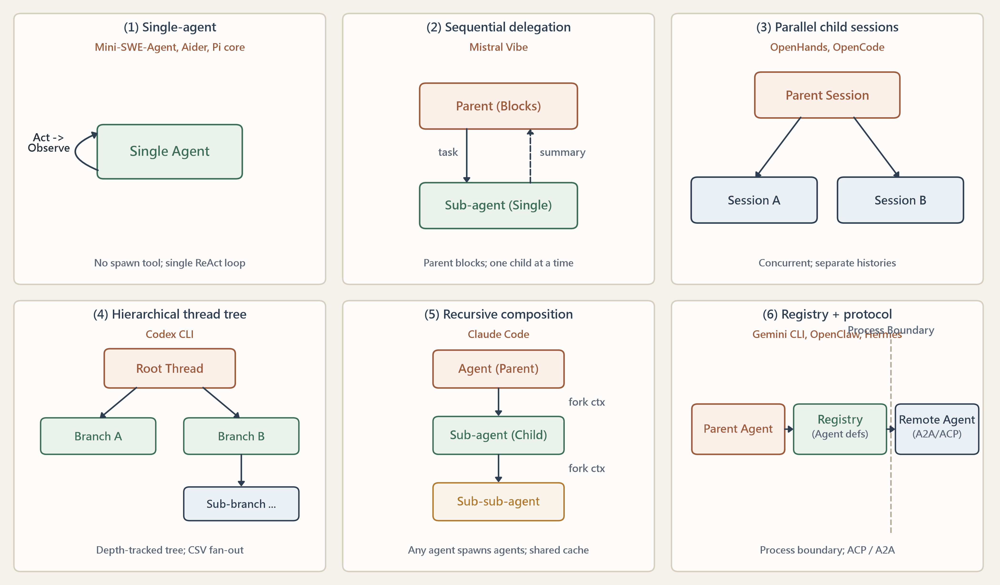 (1) Single-agent
Mini-SWE-Agent, Aider, Pi core
Act ->
Observe
Single Agent
No spawn tool; single ReAct loop
(2) Sequential delegation
Mistral Vibe
Parent (Blocks)
task
summary
Sub-agent (Single)
Parent blocks; one child at a time
(3) Parallel child sessions
OpenHands, OpenCode
Parent Session
Session A
Session B
Concurrent; separate histories
(4) Hierarchical thread tree
Codex CLI
Root Thread
Branch A
Branch B
Sub-branch ...
Depth-tracked tree; CSV fan-out
(5) Recursive composition
Claude Code
Agent (Parent)
fork ctx
Sub-agent (Child)
fork ctx
Sub-sub-agent
Any agent spawns agents; shared cache
(6) Registry + protocol
Process Boundary
Gemini CLI, OpenClaw, Hermes
Parent Agent
Registry
(Agent defs)
Remote Agent
(A2A/ACP)
Process boundary; ACP / A2A